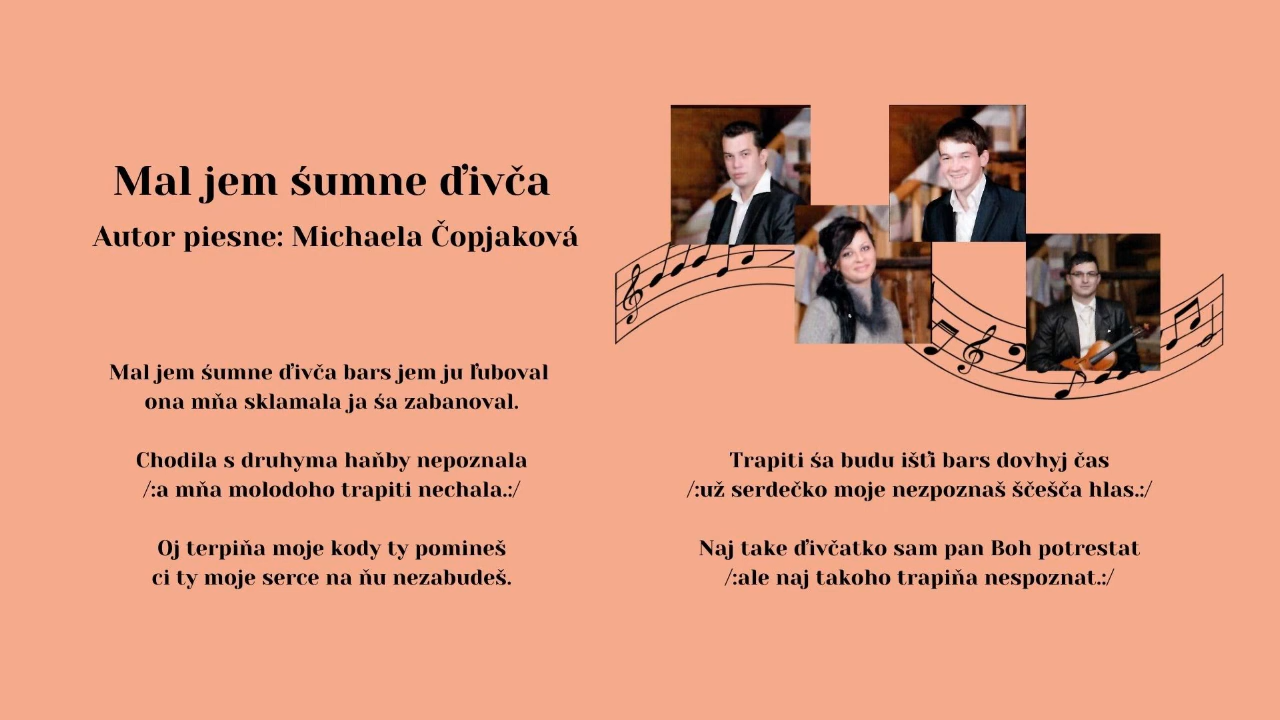 Mal jem śumne ďivča
Autor piesne: Michaela Čopjaková
Mal jem śumne ďivča bars jem ju ľuboval
ona mňa sklamala ja śa zabanoval.
Chodila s druhyma haňby nepoznala
/:a mňa molodoho trapiti nechala.:/
Oj terpiňa moje kody ty pomineš
ci ty moje serce na ňu nezabudeš.
Trapiti śa budu išťi bars dovhyj čas
/:už serdečko moje nezpoznaš ščešča hlas.:/
Naj take ďivčatko sam pan Boh potrestat
/:ale naj takoho trapiňa nespoznat.:/